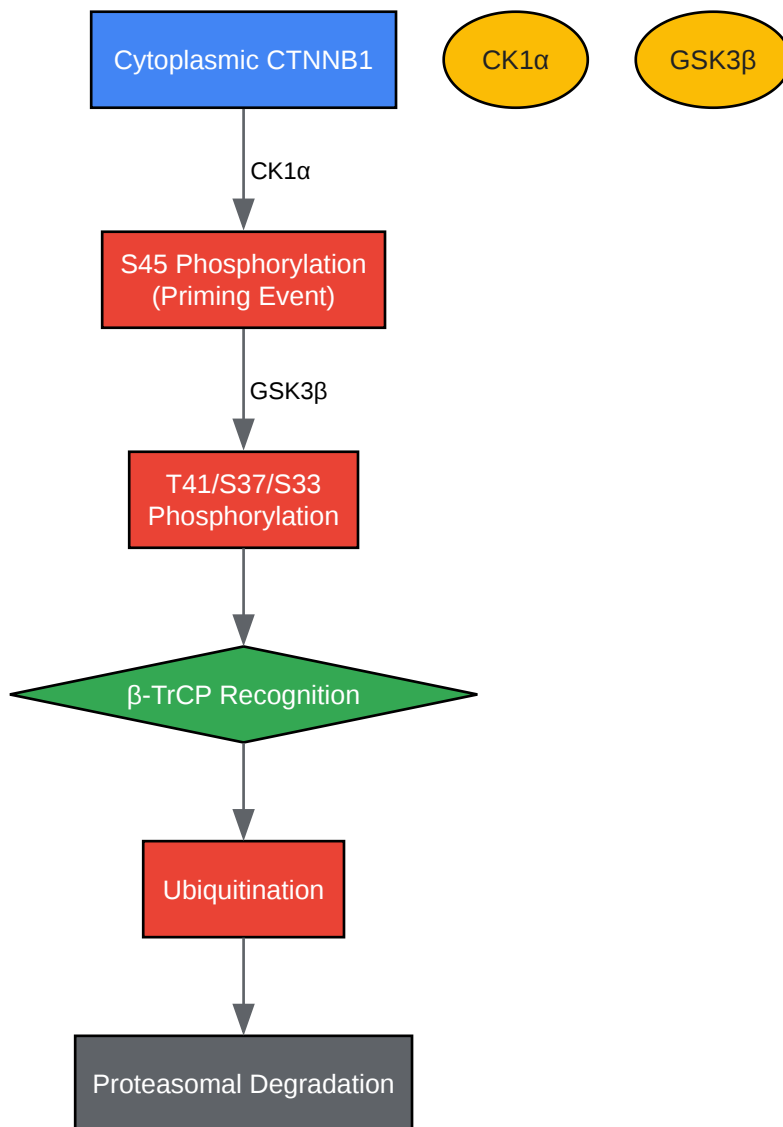 Cytoplasmic CTNNB1
CK1α
GSK3β
CK1α
S45 Phosphorylation
(Priming Event)
GSK3β
T41/S37/S33
Phosphorylation
β-TrCP Recognition
Ubiquitination
Proteasomal Degradation